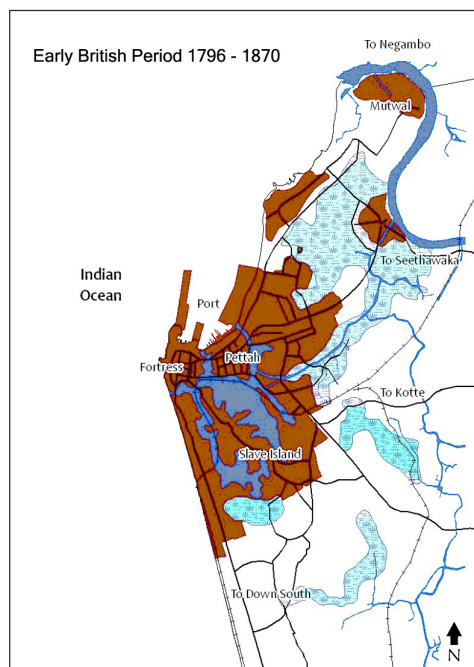 Early British Period 1796 - 1870
To Negambo
Mutwal
To Seethawaka
Indian
Ocean
Port
Fortress
Pettah
To Kotte
Slave Island
To Down South
N